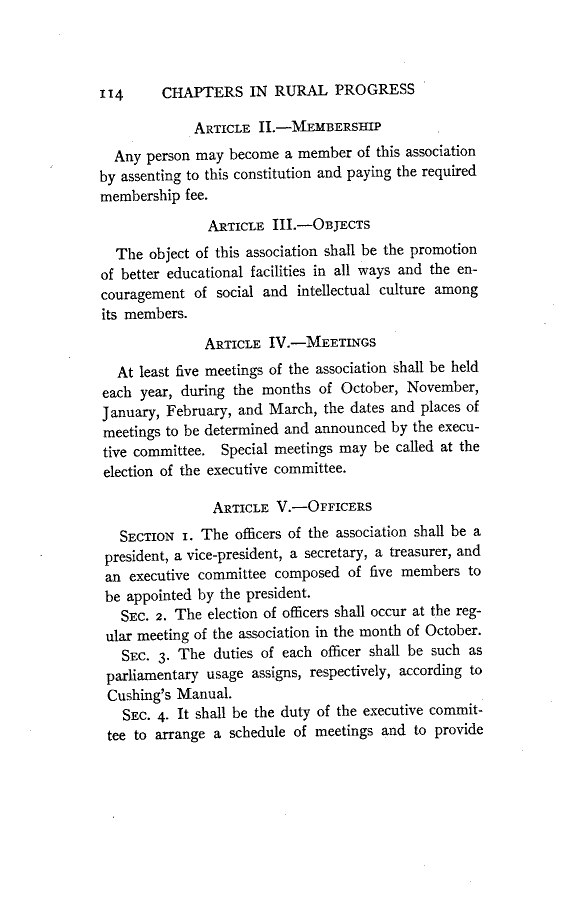 114 CHAPTERS IN RURAL PROGRESS
ARTICLE II.—MEMBERSHIP
Any person may become a member of this association
by assenting to this constitution and paying the required
membership fee.
ARTICLE III.—OBJECTS
The object of this association shall be the promotion
of better educational facilities in all ways and the en-
couragement of social and intellectual culture among
its members.
ARTICLE IV.—MEETINGS
At least five meetings of the association shall be held
each year, during the months of October, November,
January, February, and March, the dates and places of
meetings to be determined and announced by the execu-
tive committee. Special meetings may be called at the
election of the executive committee.
ARTICLE V.—OFFICERS
SECTION 1. The officers of the association shall be a
president, a vice-president, a secretary, a treasurer, and
an executive committee composed of five members to
be appointed by the president.
SEC. 2. The election of officers shall occur at the reg-
ular meeting of the association in the month of October.
SEC. 3. The duties of each officer shall be such as
parliamentary usage assigns, respectively, according to
Cushing's Manual.
SEC. 4. It shall be the duty of the executive commit-
tee to arrange a schedule of meetings and to provide